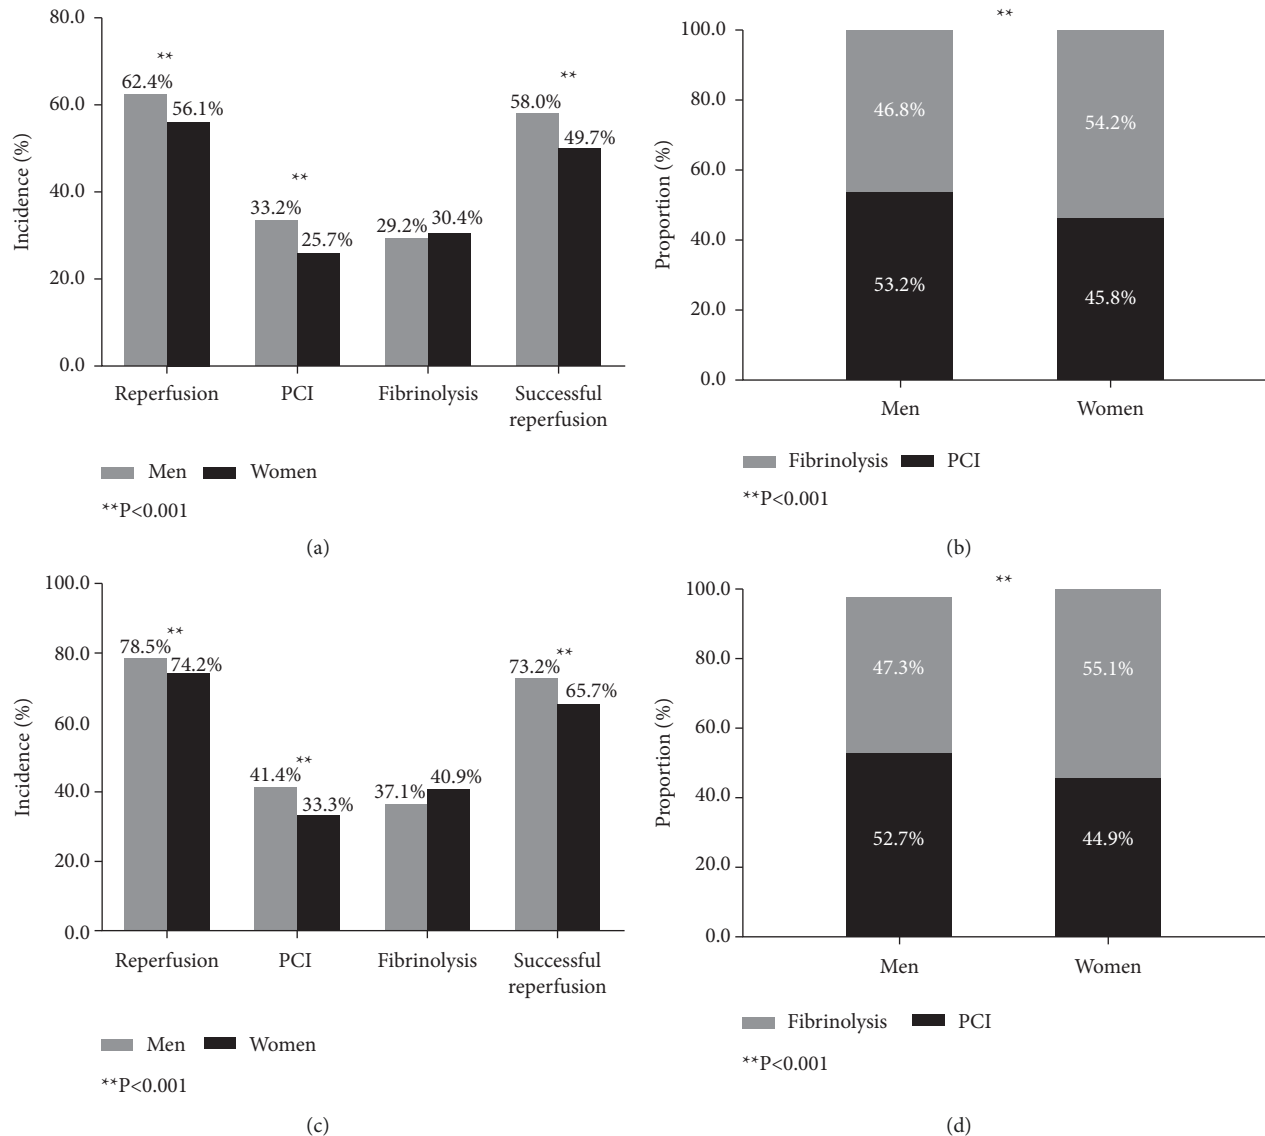 80.0
60.0
40.0
20.0
0.0
Incidence (%)
62.4%
**
56.1%
33.2%
**
25.7%
29.2%
30.4%
58.0%
**
49.7%
Reperfusion
PCI
Fibrinolysis
Successful
reperfusion
Men
Women
**P<0.001
(a)
100.0
80.0
60.0
40.0
20.0
0.0
Proportion (%)
**
46.8%
54.2%
53.2%
45.8%
Men
Women
Fibrinolysis
PCI
**P<0.001
(b)
100.0
80.0
60.0
40.0
20.0
0.0
Incidence (%)
78.5%
**
74.2%
41.4%
**
33.3%
37.1%
40.9%
73.2%
**
65.7%
Reperfusion
PCI
Fibrinolysis
Successful
reperfusion
Men
Women
**P<0.001
(c)
100.0
80.0
60.0
40.0
20.0
0.0
Proportion (%)
**
47.3%
55.1%
52.7%
44.9%
Men
Women
Fibrinolysis
PCI
**P<0.001
(d)